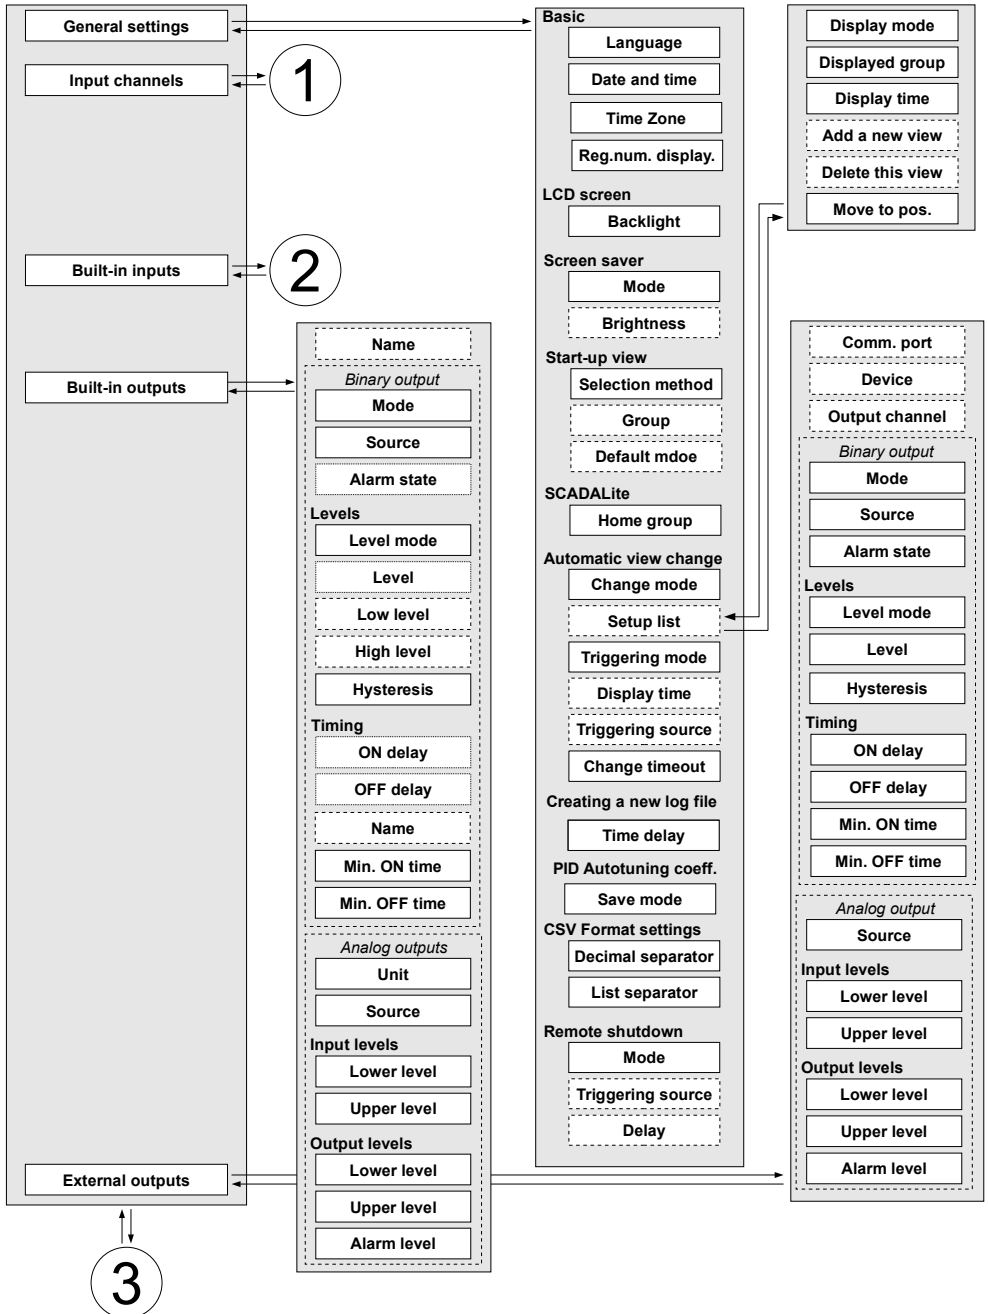 General settings
Input channels
1
Built-in inputs
2
Built-in outputs
External outputs
3
Name
Binary output
Mode
Source
Alarm state
Levels
Level mode
Level
Low level
High level
Hysteresis
Timing
ON delay
OFF delay
Name
Min. ON time
Min. OFF time
Analog outputs
Unit
Source
Input levels
Lower level
Upper level
Output levels
Lower level
Upper level
Alarm level
Basic
Language
Date and time
Time Zone
Reg.num. display.
LCD screen
Backlight
Screen saver
Mode
Brightness
Start-up view
Selection method
Group
Default mdoe
SCADALite
Home group
Automatic view change
Change mode
Setup list
Triggering mode
Display time
Triggering source
Change timeout
Creating a new log file
Time delay
PID Autotuning coeff.
Save mode
CSV Format settings
Decimal separator
List separator
Remote shutdown
Mode
Triggering source
Delay
Display mode
Displayed group
Display time
Add a new view
Delete this view
Move to pos.
Comm. port
Device
Output channel
Binary output
Mode
Source
Alarm state
Levels
Level mode
Level
Hysteresis
Timing
ON delay
OFF delay
Min. ON time
Min. OFF time
Analog output
Source
Input levels
Lower level
Upper level
Output levels
Lower level
Upper level
Alarm level